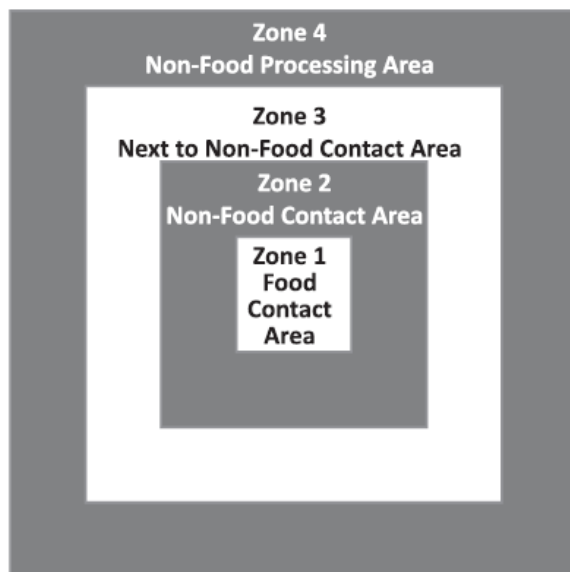 Zone 4
Non-Food Processing Area
Zone 3
Next to Non-Food Contact Area
Zone 2
Non-Food Contact Area
Zone 1
Food
Contact
Area